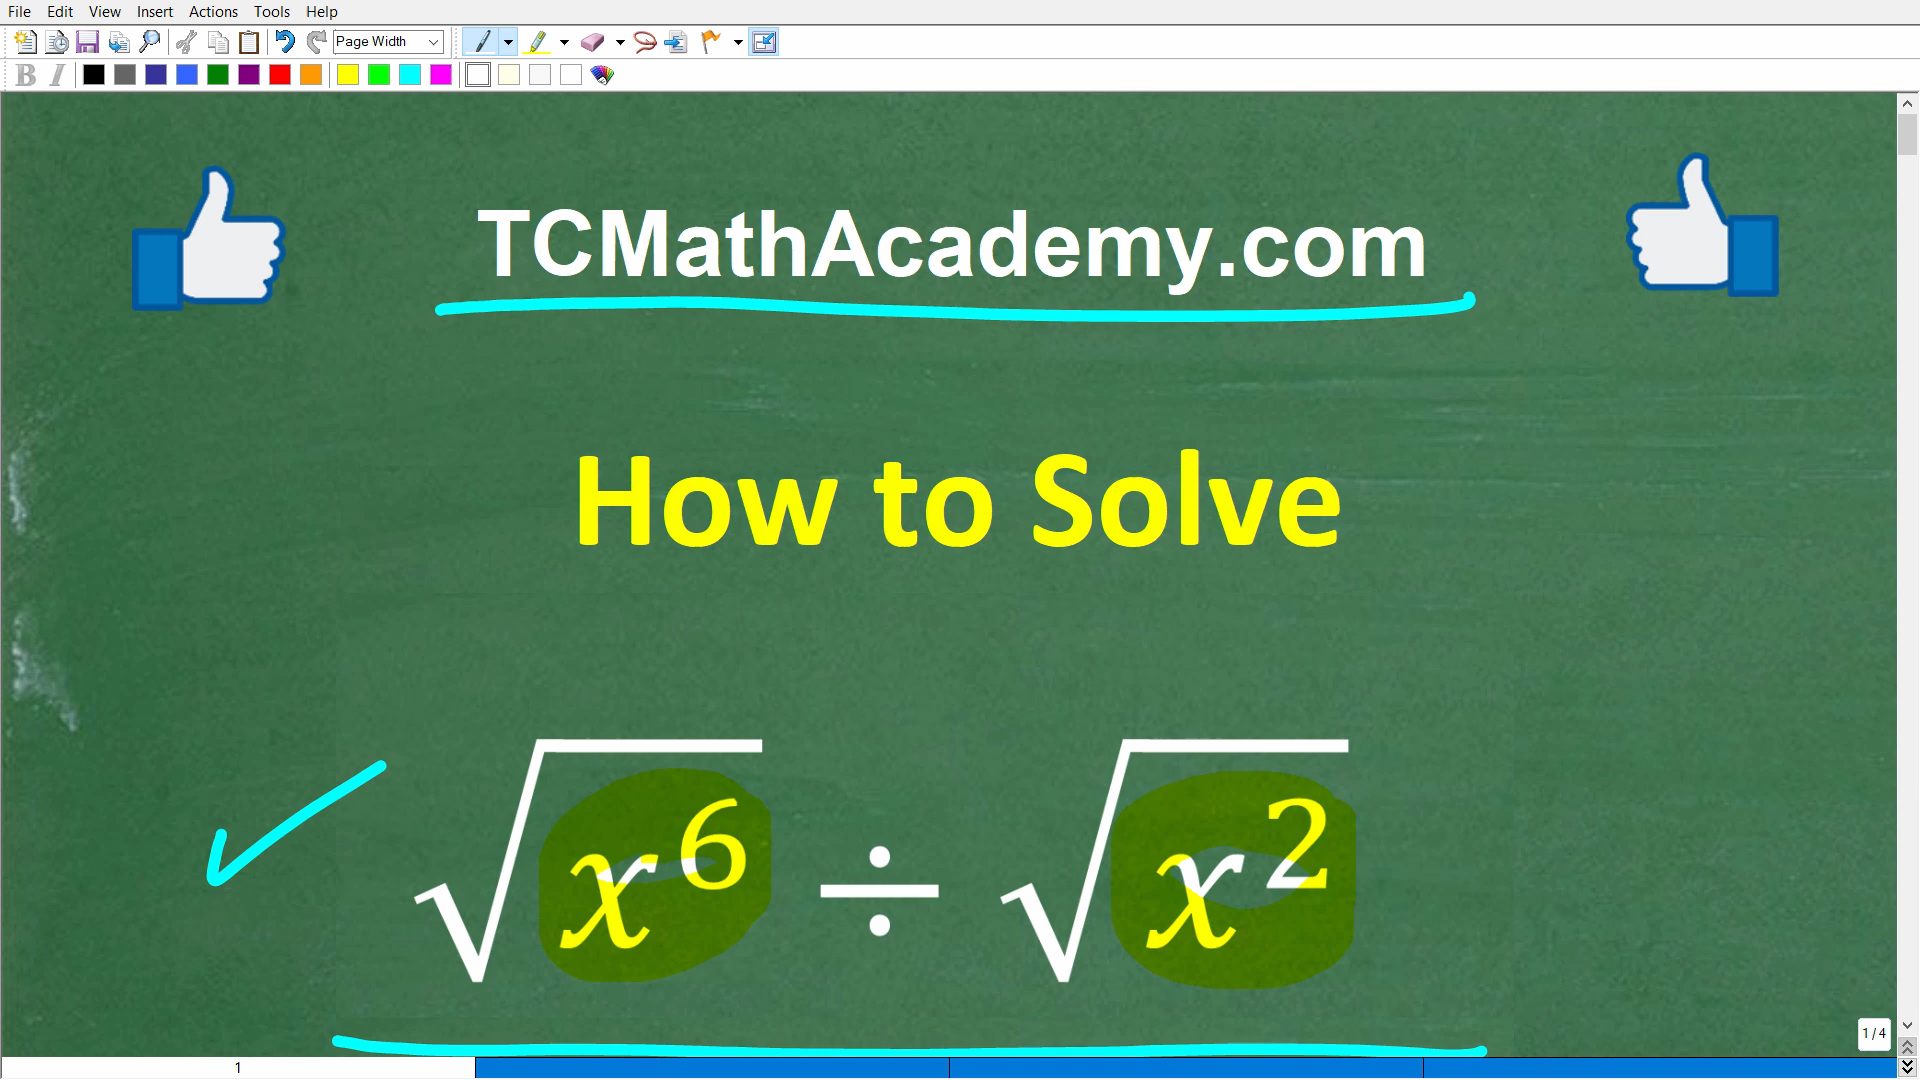 File Edit View Insert Actions Tools Help
Page Width
B I
TCMathAcademy.com
How to Solve
√x⁶ ÷ √x²
1 / 4
1